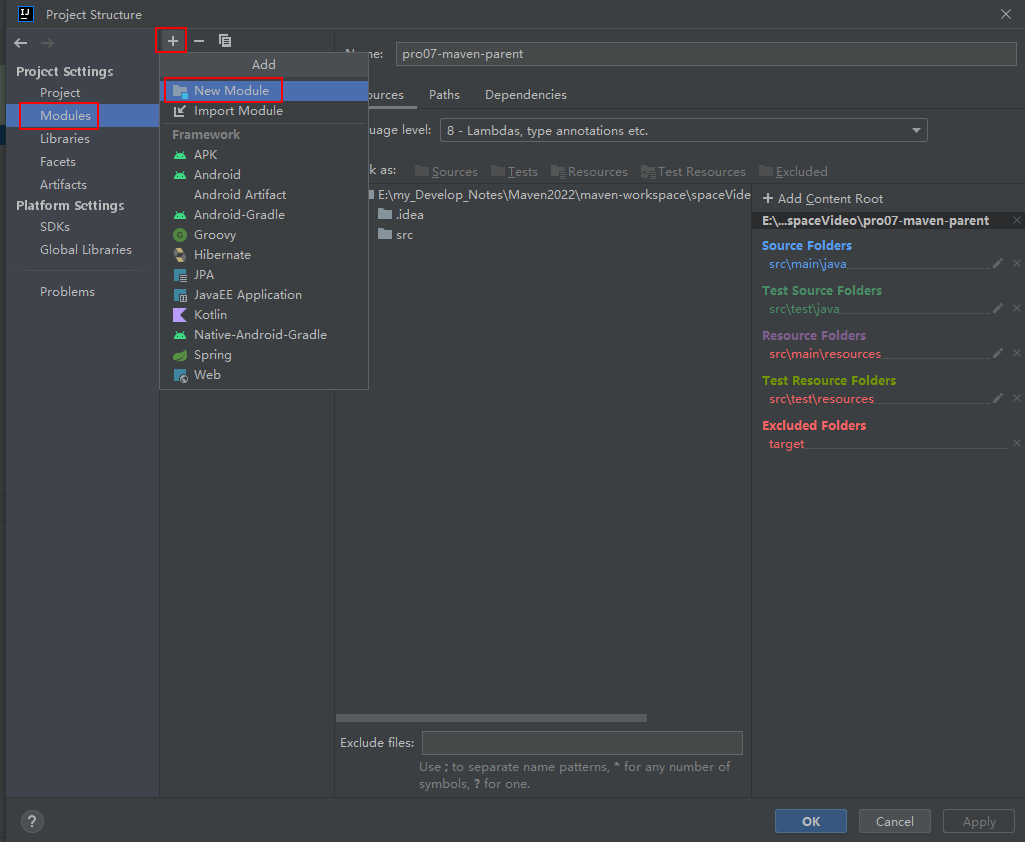 IJ
Project Structure
Project Settings
Project
Modules
Libraries
Facets
Artifacts
Platform Settings
SDKs
Global Libraries
Problems
Add
New Module
Import Module
Framework
APK
Android
Android Artifact
Android-Gradle
Groovy
Hibernate
JPA
JavaEE Application
Kotlin
Native-Android-Gradle
Spring
Web
pro07-maven-parent
ources
Paths
Dependencies
uage level:
8 - Lambdas, type annotations etc.
k as:
Sources
Tests
Resources
Test Resources
Excluded
E:\my_Develop_Notes\Maven2022\maven-workspace\spaceVide
.idea
src
+ Add Content Root
E:\...spaceVideo\pro07-maven-parent
Source Folders
src\main\java
Test Source Folders
src\test\java
Resource Folders
src\main\resources
Test Resource Folders
src\test\resources
Excluded Folders
target
Exclude files:
Use ; to separate name patterns, * for any number of
symbols, ? for one.
?
OK
Cancel
Apply